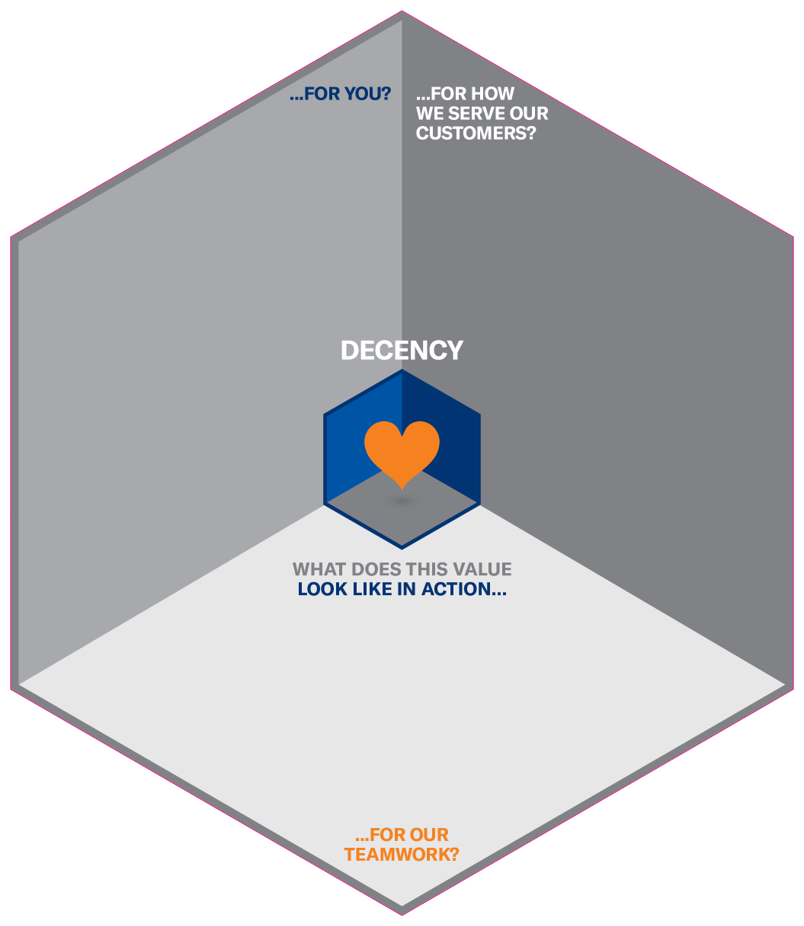 ...FOR YOU?
...FOR HOW
WE SERVE OUR
CUSTOMERS?
DECENCY
WHAT DOES THIS VALUE
LOOK LIKE IN ACTION...
...FOR OUR
TEAMWORK?